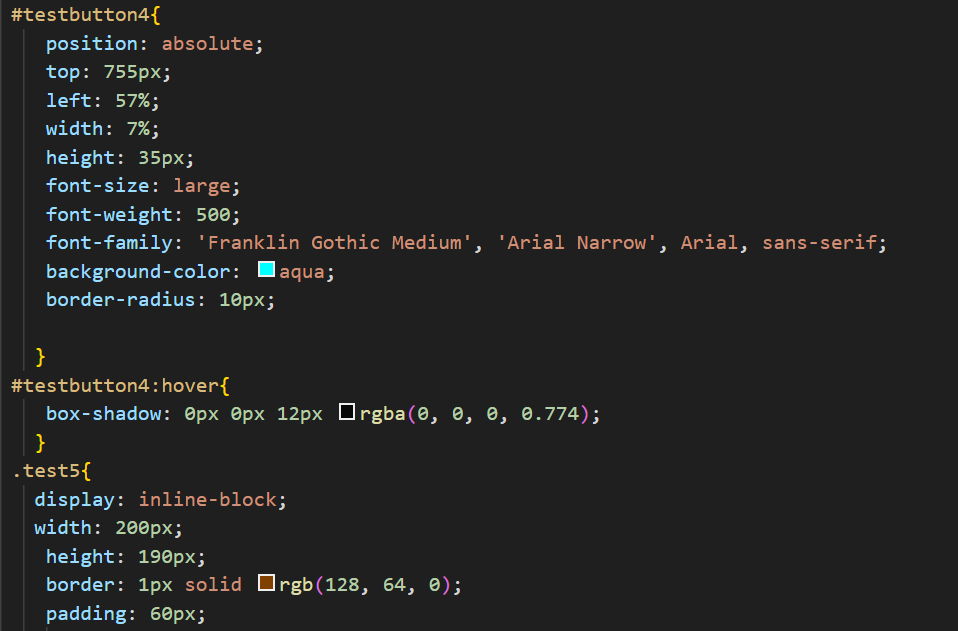 #testbutton4{
position: absolute;
top: 755px;
left: 57%;
width: 7%;
height: 35px;
font-size: large;
font-weight: 500;
font-family: 'Franklin Gothic Medium', 'Arial Narrow', Arial, sans-serif;
background-color: aqua;
border-radius: 10px;
}
#testbutton4:hover{
box-shadow: 0px 0px 12px rgba(0, 0, 0, 0.774);
}
.test5{
display: inline-block;
width: 200px;
height: 190px;
border: 1px solid rgb(128, 64, 0);
padding: 60px;